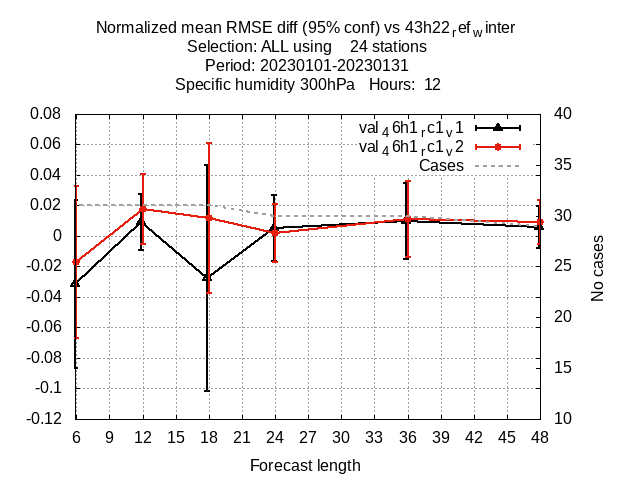 Normalized mean RMSE diff (95% conf) vs 43h22refwinter
Selection: ALL using 24 stations
Period: 20230101-20230131
Specific humidity 300hPa Hours: 12
0.08 40
val46h1rc1v1
0.06
val46h1rc1v2
0.04 35
Cases
0.02 30
0
-0.02 25
-0.04
-0.06 20
-0.08 15
-0.1
-0.12 10
No cases
6 9 12 15 18 21 24 27 30 33 36 39 42 45 48
Forecast length